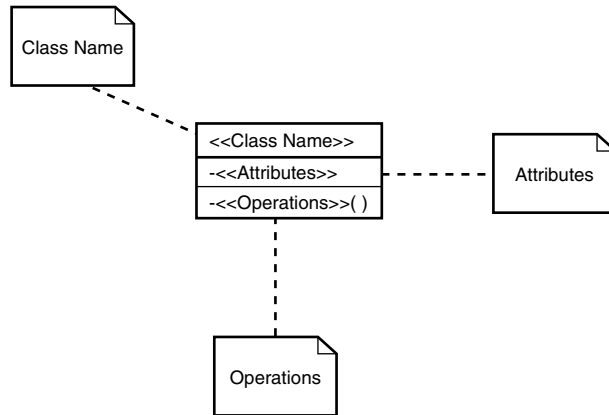 Class Name
<<Class Name>>
-<<Attributes>>
-<<Operations>>( )
Attributes
Operations